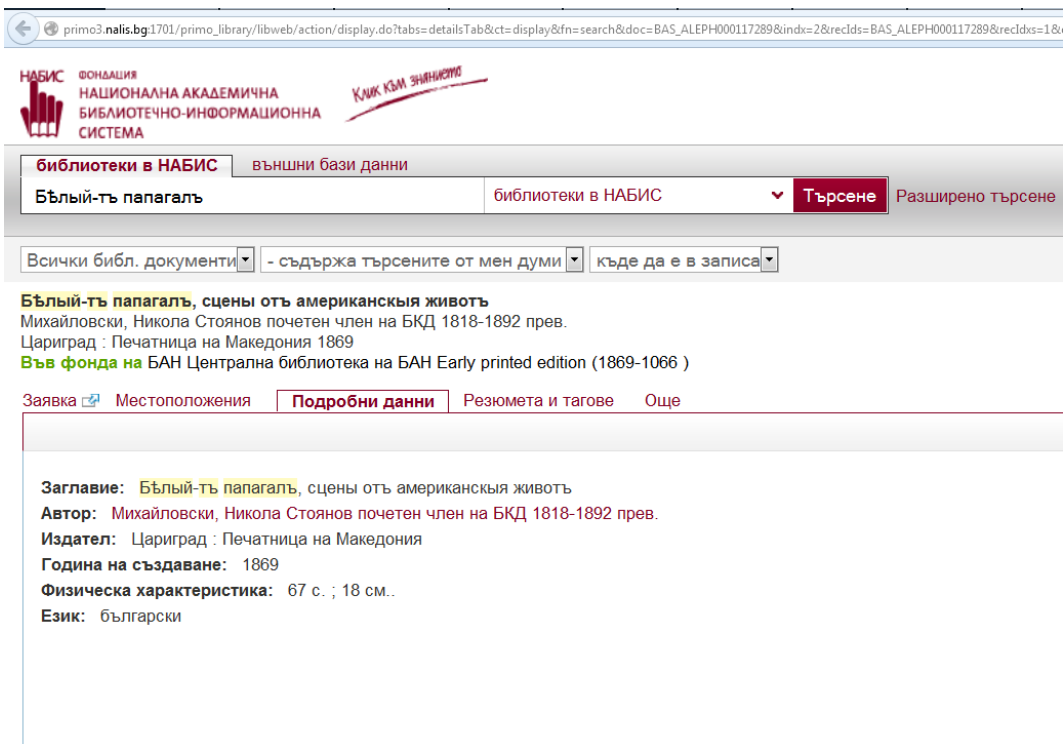 primo3.nalis.bg:1701/primo_library/libweb/action/display.do?tabs=detailsTab&ct=display&fn=search&doc=BAS_ALEPH000117289&indx=2&recIds=BAS_ALEPH000117289&recIdxs=1&
НАБИС ФОНДАЦИЯ
НАЦИОНАЛНА АКАДЕМИЧНА
БИБЛИОТЕЧНО-ИНФОРМАЦИОННА
СИСТЕМА
Клик към знанието
библиотеки в НАБИС външни бази данни
Бѣлый-тъ папагалъ библиотеки в НАБИС Търсене Разширено търсене
Всички библ. документи - съдържа търсените от мен думи къде да е в записа
Бѣлый-тъ папагалъ, сцены отъ американскыя животъ
Михайловски, Никола Стоянов почетен член на БКД 1818-1892 прев.
Цариград : Печатница на Македония 1869
Във фонда на БАН Централна библиотека на БАН Early printed edition (1869-1066 )
Заявка Местоположения Подробни данни Резюмета и тагове Още
Заглавие: Бѣлый-тъ папагалъ, сцены отъ американскыя животъ
Автор: Михайловски, Никола Стоянов почетен член на БКД 1818-1892 прев.
Издател: Цариград : Печатница на Македония
Година на създаване: 1869
Физическа характеристика: 67 с. ; 18 см..
Език: български